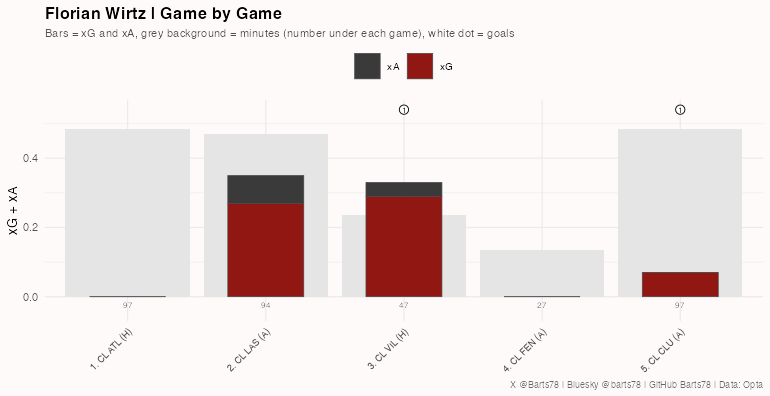 Florian Wirtz | Game by Game
Bars = xG and xA, grey background = minutes (number under each game), white dot = goals
xA xG
1 1
xG + xA
0.4
0.2
0.0
97 94 47 27 97
1. CL ATL (H) 2. CL LAS (A) 3. CL VIL (H) 4. CL FEN (A) 5. CL CLU (A)
X @Barts78 | Bluesky @barts78 | GitHub Barts78 | Data: Opta